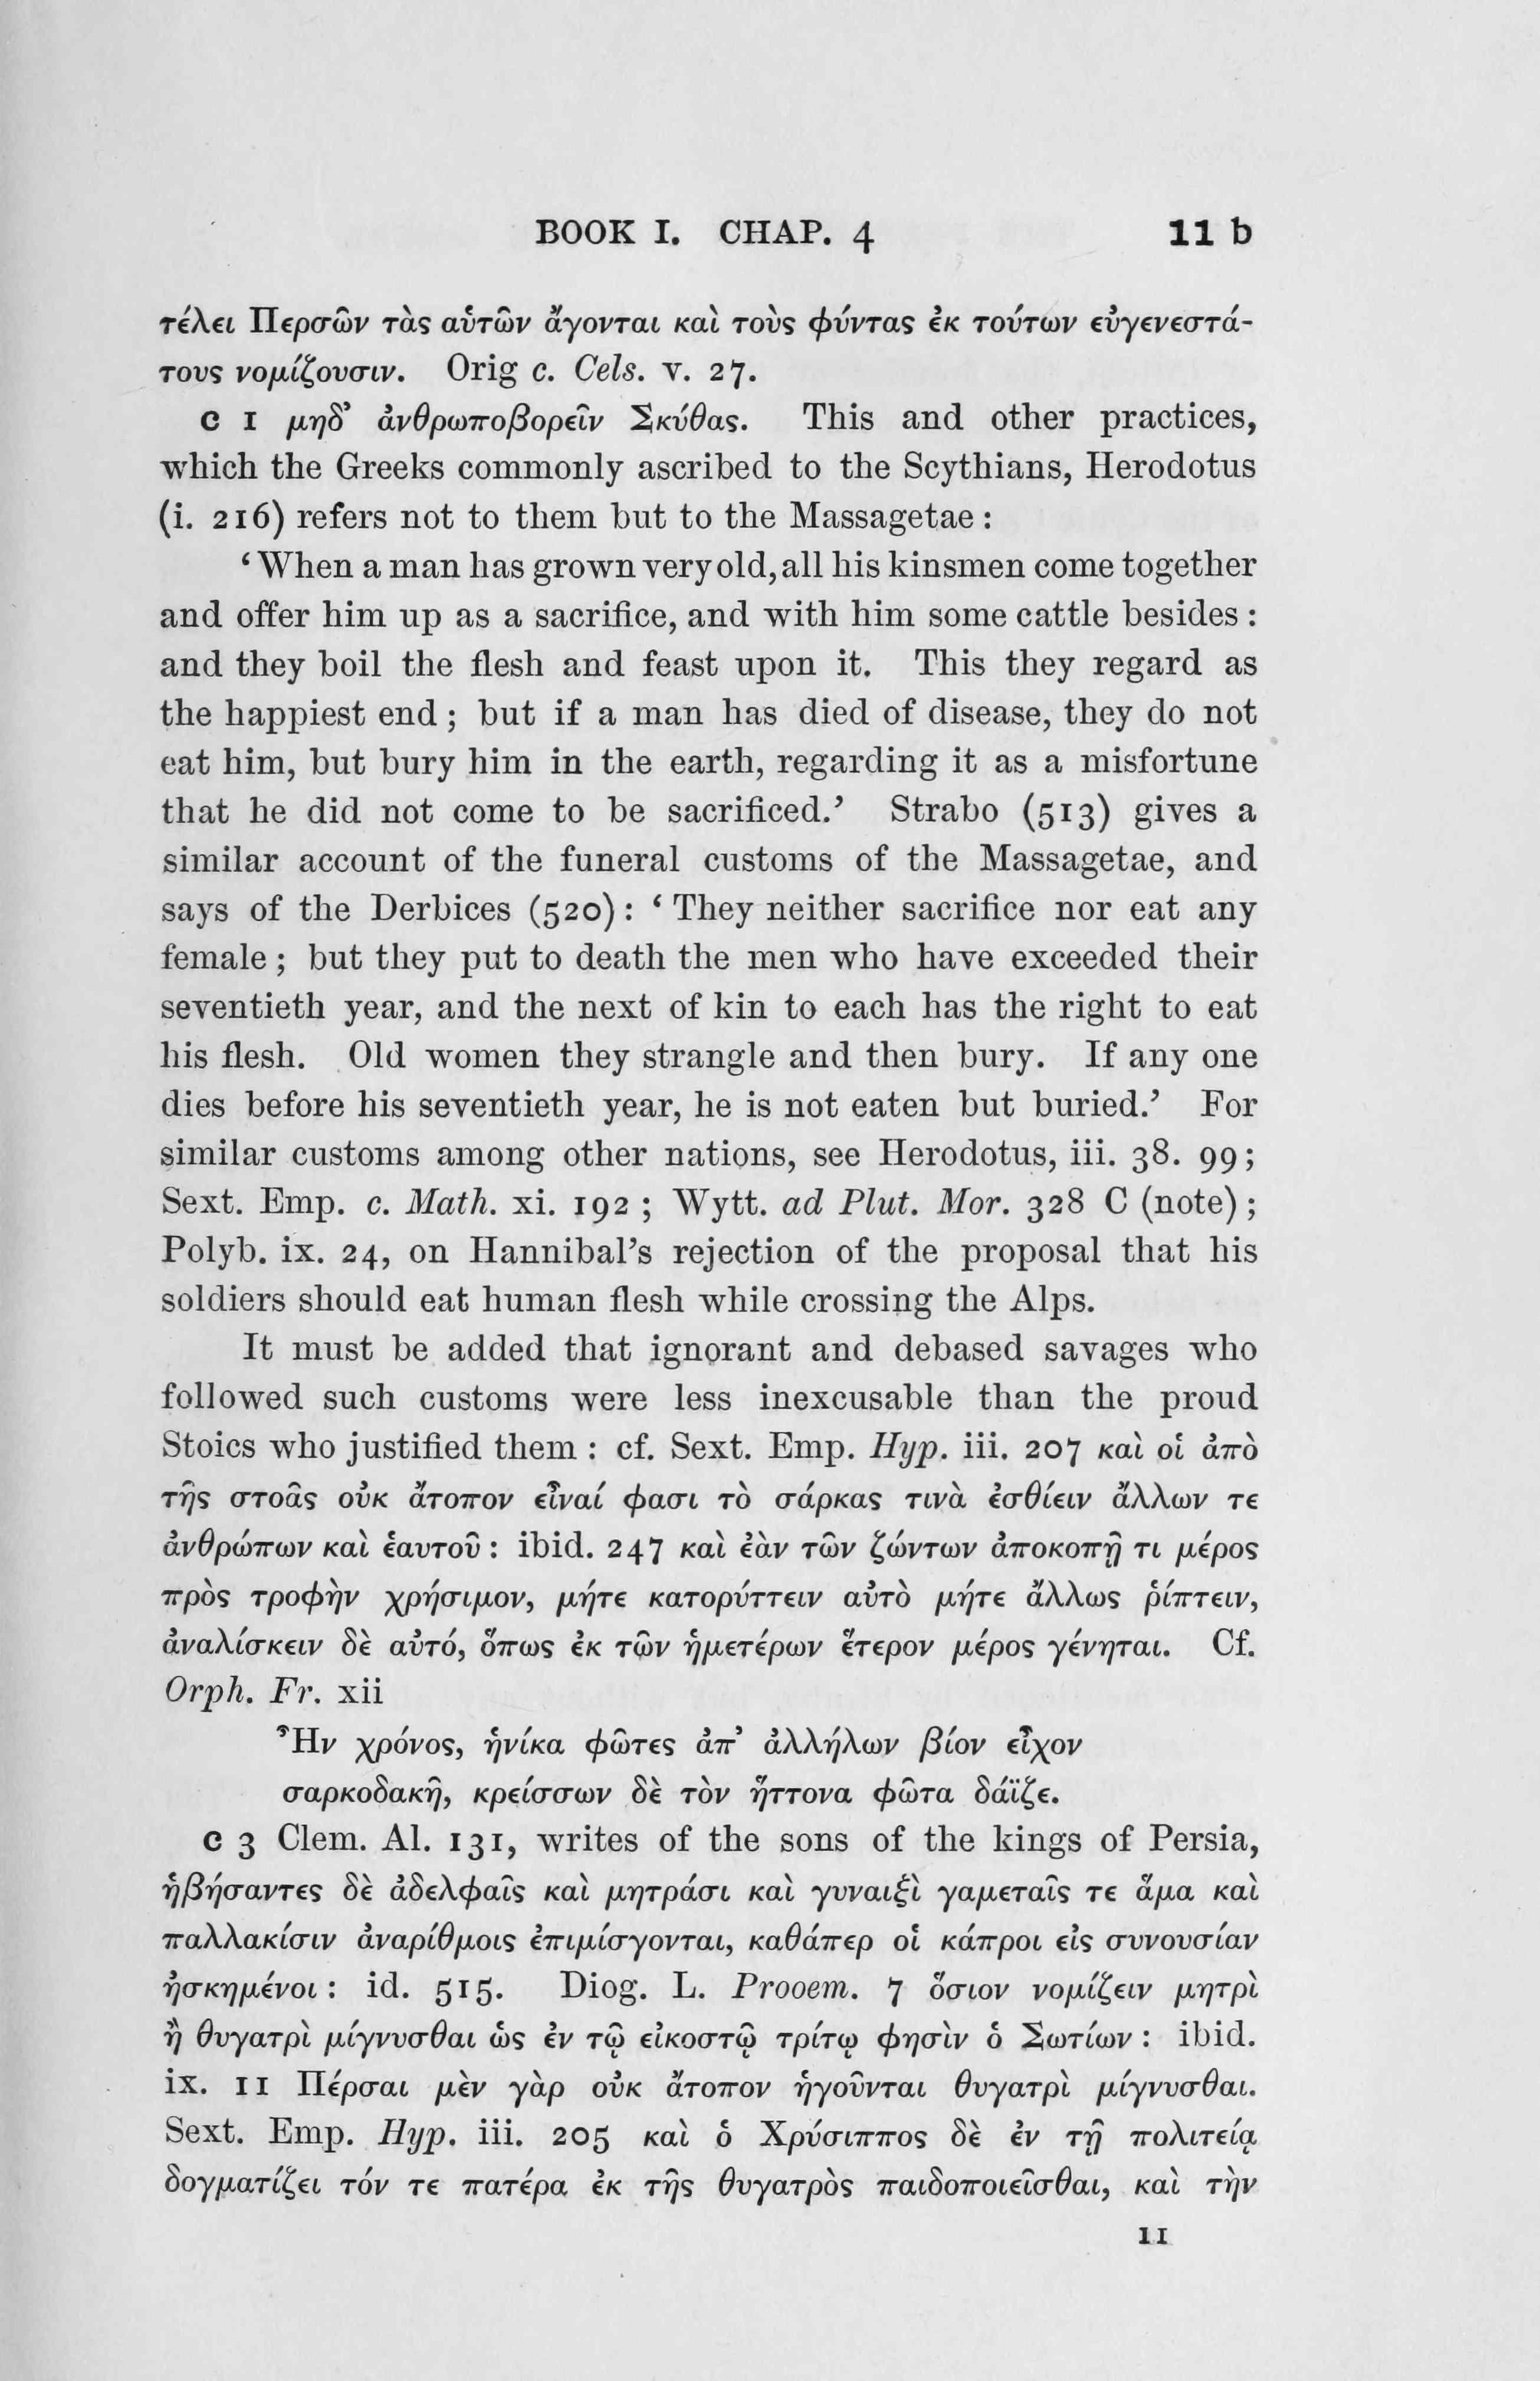 BOOK I. CHAP. 4 11 b
τέλει Περσῶν τὰς αὑτῶν ἄγονται καὶ τοὺς φύντας ἐκ τούτων εὐγενεστά-
τους νομίζουσιν. Orig c. Cels. v. 27.
c 1 μηδ’ ἀνθρωποβορεῖν Σκύθας. This and other practices,
which the Greeks commonly ascribed to the Scythians, Herodotus
(i. 216) refers not to them but to the Massagetae :
‘When a man has grown very old, all his kinsmen come together
and offer him up as a sacrifice, and with him some cattle besides :
and they boil the flesh and feast upon it. This they regard as
the happiest end ; but if a man has died of disease, they do not
eat him, but bury him in the earth, regarding it as a misfortune
that he did not come to be sacrificed.’ Strabo (513) gives a
similar account of the funeral customs of the Massagetae, and
says of the Derbices (520) : ‘They neither sacrifice nor eat any
female ; but they put to death the men who have exceeded their
seventieth year, and the next of kin to each has the right to eat
his flesh. Old women they strangle and then bury. If any one
dies before his seventieth year, he is not eaten but buried.’ For
similar customs among other nations, see Herodotus, iii. 38. 99 ;
Sext. Emp. c. Math. xi. 192 ; Wytt. ad Plut. Mor. 328 C (note) ;
Polyb. ix. 24, on Hannibal’s rejection of the proposal that his
soldiers should eat human flesh while crossing the Alps.
It must be added that ignorant and debased savages who
followed such customs were less inexcusable than the proud
Stoics who justified them : cf. Sext. Emp. Hyp. iii. 207 καὶ οἱ ἀπὸ
τῆς στοᾶς οὐκ ἄτοπον εἶναί φασι τὸ σάρκας τινὰ ἐσθίειν ἄλλων τε
ἀνθρώπων καὶ ἑαυτοῦ : ibid. 247 καὶ ἐὰν τῶν ζώντων ἀποκοπῇ τι μέρος
πρὸς τροφὴν χρήσιμον, μήτε κατορύττειν αὐτὸ μήτε ἄλλως ῥίπτειν,
ἀναλίσκειν δὲ αὐτό, ὅπως ἐκ τῶν ἡμετέρων ἕτερον μέρος γένηται. Cf.
Orph. Fr. xii
Ἦν χρόνος, ἡνίκα φῶτες ἀπ’ ἀλλήλων βίον εἶχον
σαρκοδακῆ, κρείσσων δὲ τὸν ἥττονα φῶτα δάϊζε.
c 3 Clem. Al. 131, writes of the sons of the kings of Persia,
ἡβήσαντες δὲ ἀδελφαῖς καὶ μητράσι καὶ γυναιξὶ γαμεταῖς τε ἅμα καὶ
παλλακίσιν ἀναρίθμοις ἐπιμίσγονται, καθάπερ οἱ κάπροι εἰς συνουσίαν
ἠσκημένοι : id. 515. Diog. L. Prooem. 7 ὅσιον νομίζειν μητρὶ
ἢ θυγατρὶ μίγνυσθαι ὡς ἐν τῷ εἰκοστῷ τρίτῳ φησὶν ὁ Σωτίων : ibid.
ix. 11 Πέρσαι μὲν γὰρ οὐκ ἄτοπον ἡγοῦνται θυγατρὶ μίγνυσθαι.
Sext. Emp. Hyp. iii. 205 καὶ ὁ Χρύσιππος δὲ ἐν τῇ πολιτείᾳ
δογματίζει τόν τε πατέρα ἐκ τῆς θυγατρὸς παιδοποιεῖσθαι, καὶ τὴν
11